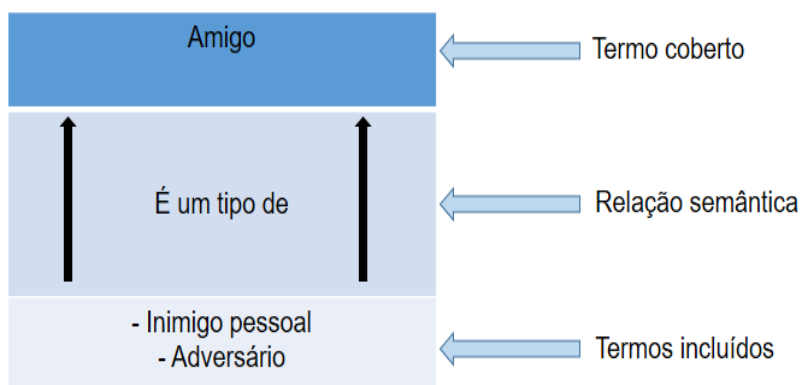 Amigo
Termo coberto
É um tipo de
Relação semântica
- Inimigo pessoal
- Adversário
Termos incluídos